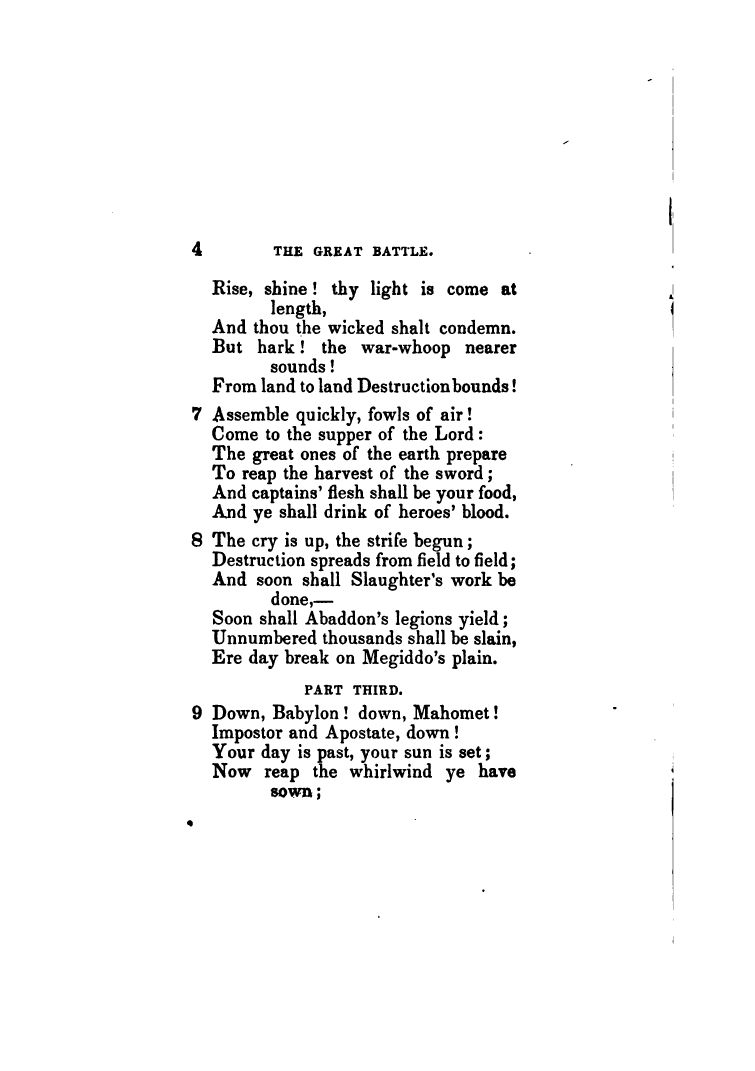 4 THE GREAT BATTLE.
Rise, shine ! thy light is come at
length,
And thou the wicked shalt condemn.
But hark ! the war-whoop nearer
sounds !
From land to land Destruction bounds !
7 Assemble quickly, fowls of air !
Come to the supper of the Lord :
The great ones of the earth prepare
To reap the harvest of the sword ;
And captains' flesh shall be your food,
And ye shall drink of heroes' blood.
8 The cry is up, the strife begun ;
Destruction spreads from field to field ;
And soon shall Slaughter's work be
done,—
Soon shall Abaddon's legions yield ;
Unnumbered thousands shall be slain,
Ere day break on Megiddo's plain.
PART THIRD.
9 Down, Babylon ! down, Mahomet !
Impostor and Apostate, down !
Your day is past, your sun is set ;
Now reap the whirlwind ye have
sown ;